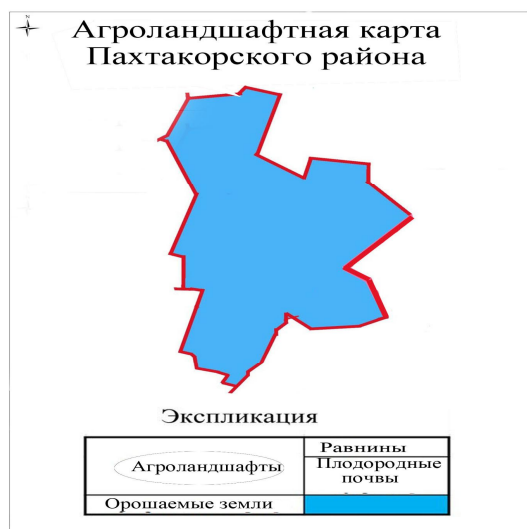 N
Агроландшафтная карта
Пахтакорского района
Экспликация
Агроландшафты
Равнины
Плодородные
почвы
Орошаемые земли